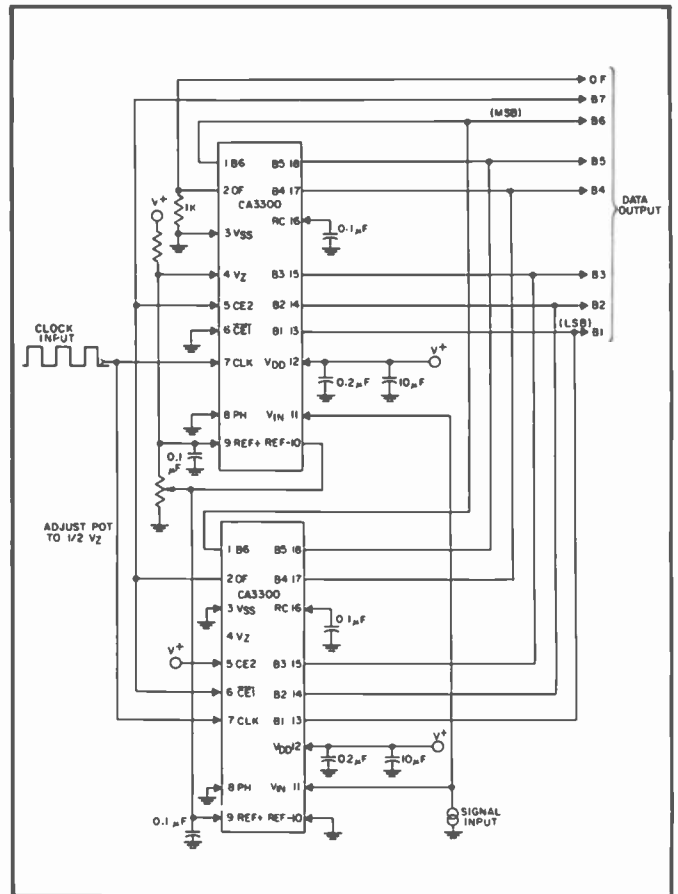 OF
B7
(MSB)
B6
1 B6
B5 18
B5
2 OF
B4 17
B4
CA3300
DATA
OUTPUT
1K
RC 16
0.1µF
V+
3 VSS
4 VZ
B3 15
B3
5 CE2
B2 14
B2
(LSB)
CLOCK
INPUT
6 CE1
B1 13
B1
7 CLK
VDD 12
V+
0.2µF
10µF
8 PH
VIN 11
9 REF+
REF- 10
0.1
µF
ADJUST POT
TO 1/2 VZ
1 B6
B5 18
2 OF
B4 17
CA3300
3 VSS
RC 16
0.1µF
4 VZ
V+
5 CE2
B3 15
6 CE1
B2 14
7 CLK
B1 13
VDD 12
V+
0.2µF
10µF
8 PH
VIN 11
0.1µF
9 REF+
REF- 10
SIGNAL
INPUT